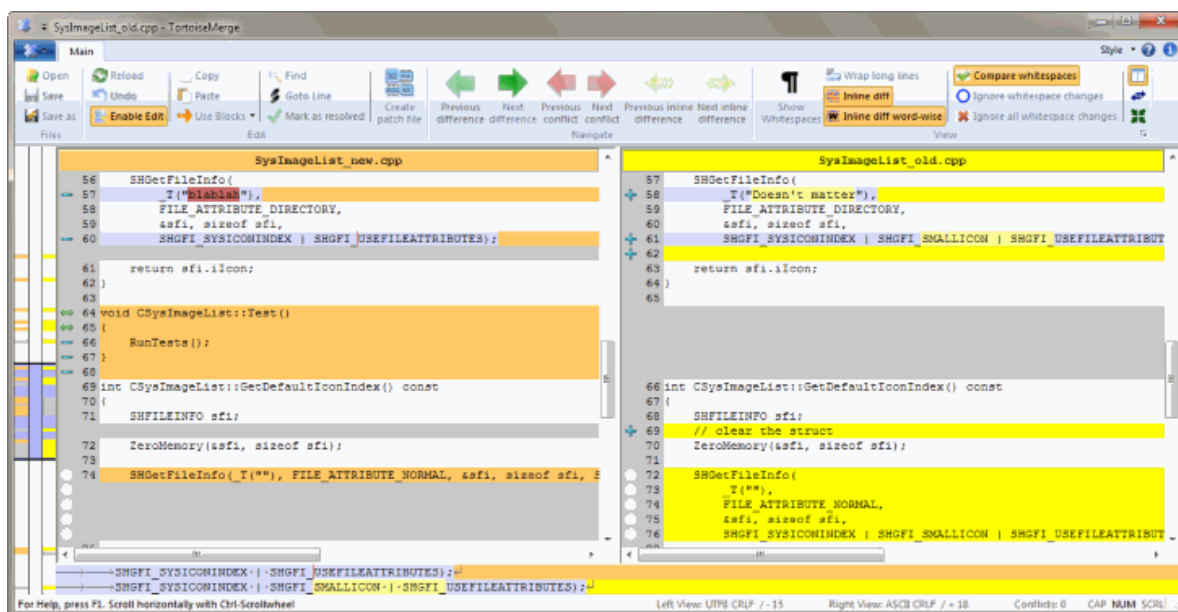 SysImageList_old.cpp - TortoiseMerge
Main
Style
Open
Save
Save as
Files
Reload
Undo
Enable Edit
Copy
Paste
Use Blocks
Find
Goto Line
Mark as resolved
Edit
Create patch file
Previous difference
Next difference
Previous conflict
Next conflict
Previous inline difference
Next inline difference
Navigate
Show Whitespaces
Wrap long lines
Inline diff
Inline diff word-wise
Compare whitespaces
Ignore whitespace changes
Ignore all whitespace changes
View
SysImageList_new.cpp
56 SHGetFileInfo(
57 _T("blablah"),
58 FILE_ATTRIBUTE_DIRECTORY,
59 &sfi, sizeof sfi,
60 SHGFI_SYSICONINDEX | SHGFI_USEFILEATTRIBUTES);
61 return sfi.iIcon;
62 }
63
64 void CSysImageList::Test()
65 {
66 RunTests();
67 }
68
69 int CSysImageList::GetDefaultIconIndex() const
70 {
71 SHFILEINFO sfi;
72 ZeroMemory(&sfi, sizeof sfi);
73
74 SHGetFileInfo(_T(""), FILE_ATTRIBUTE_NORMAL, &sfi, sizeof sfi, S
SysImageList_old.cpp
57 SHGetFileInfo(
58 _T("Doesn't matter"),
59 FILE_ATTRIBUTE_DIRECTORY,
60 &sfi, sizeof sfi,
61 SHGFI_SYSICONINDEX | SHGFI_SMALLICON | SHGFI_USEFILEATTRIBUT
62
63 return sfi.iIcon;
64 }
65
66 int CSysImageList::GetDefaultIconIndex() const
67 {
68 SHFILEINFO sfi;
69 // clear the struct
70 ZeroMemory(&sfi, sizeof sfi);
71
72 SHGetFileInfo(
73 _T(""),
74 FILE_ATTRIBUTE_NORMAL,
75 &sfi, sizeof sfi,
76 SHGFI_SYSICONINDEX | SHGFI_SMALLICON | SHGFI_USEFILEATTRIBUT
SHGFI_SYSICONINDEX·|·SHGFI_USEFILEATTRIBUTES);
SHGFI_SYSICONINDEX·|·SHGFI_SMALLICON·|·SHGFI_USEFILEATTRIBUTES);
For Help, press F1. Scroll horizontally with Ctrl-Scrollwheel
Left View: UTF8 CRLF / - 15
Right View: ASCII CRLF / + 18
Conflicts: 0
CAP NUM SCRL